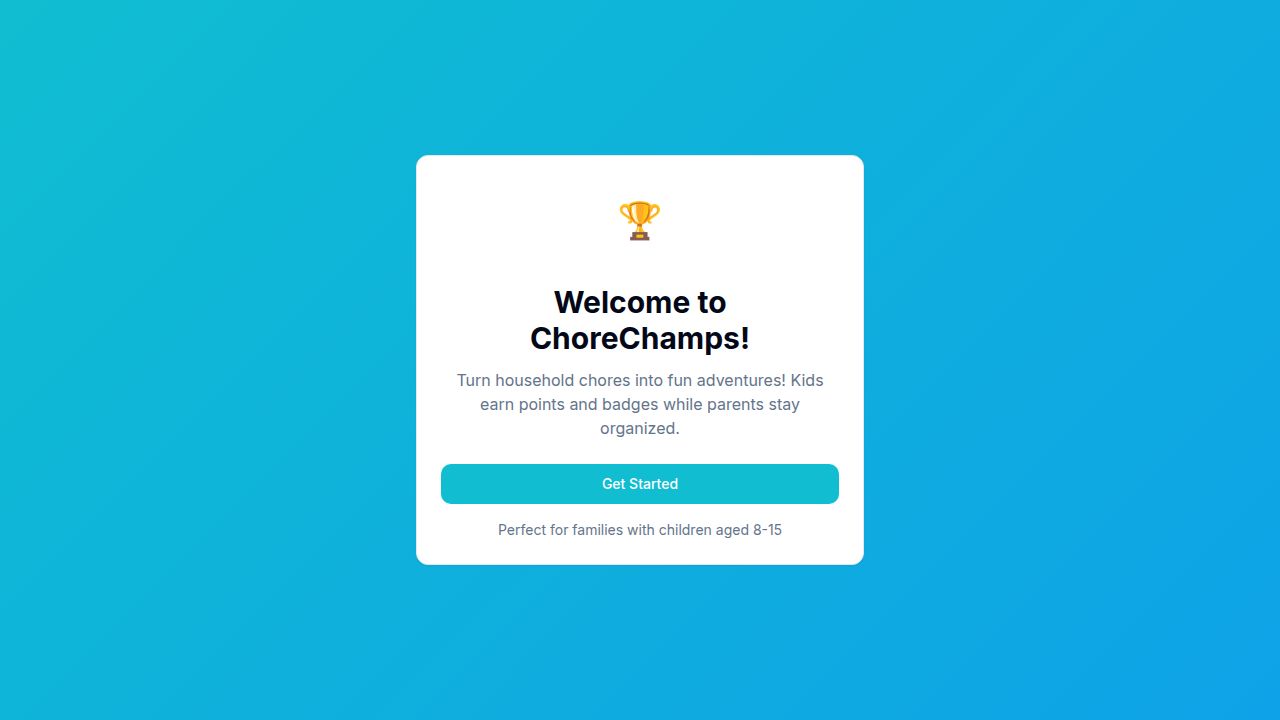 Welcome to
ChoreChamps!
Turn household chores into fun adventures! Kids
earn points and badges while parents stay
organized.
Get Started
Perfect for families with children aged 8-15